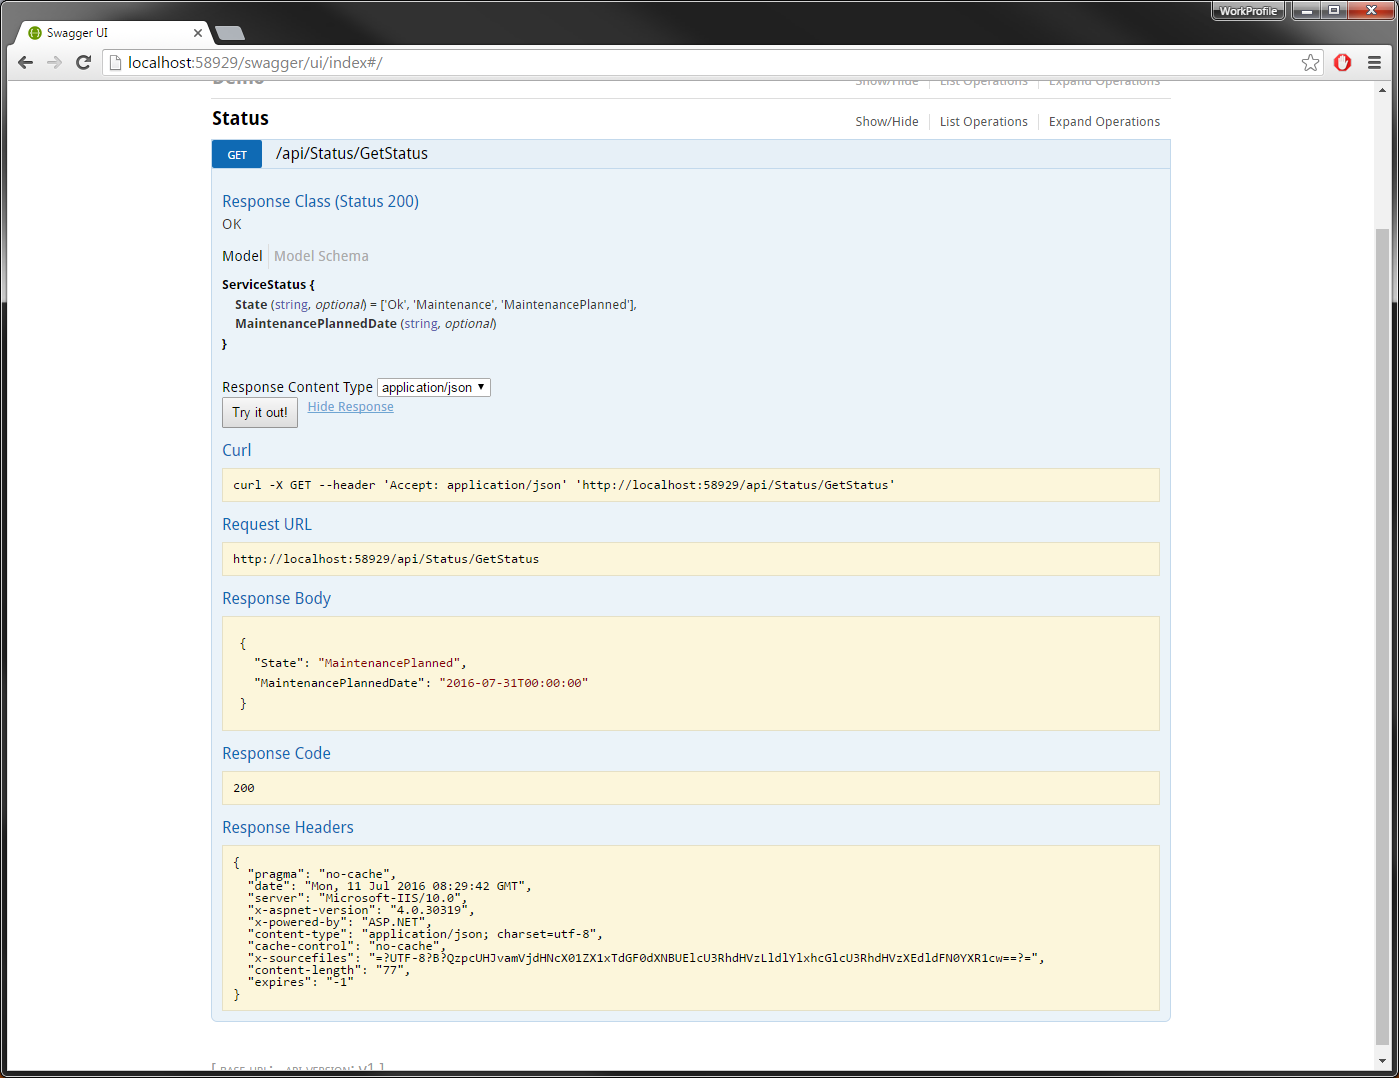 WorkProfile
Swagger UI
localhost:58929/swagger/ui/index#/
Demo Show/Hide List Operations Expand Operations
Status Show/Hide List Operations Expand Operations
GET /api/Status/GetStatus
Response Class (Status 200)
OK
Model Model Schema
ServiceStatus {
State (string, optional) = ['Ok', 'Maintenance', 'MaintenancePlanned'],
MaintenancePlannedDate (string, optional)
}
Response Content Type application/json
Try it out! Hide Response
Curl
curl -X GET --header 'Accept: application/json' 'http://localhost:58929/api/Status/GetStatus'
Request URL
http://localhost:58929/api/Status/GetStatus
Response Body
{
"State": "MaintenancePlanned",
"MaintenancePlannedDate": "2016-07-31T00:00:00"
}
Response Code
200
Response Headers
{
"pragma": "no-cache",
"date": "Mon, 11 Jul 2016 08:29:42 GMT",
"server": "Microsoft-IIS/10.0",
"x-aspnet-version": "4.0.30319",
"x-powered-by": "ASP.NET",
"content-type": "application/json; charset=utf-8",
"cache-control": "no-cache",
"x-sourcefiles": "=?UTF-8?B?QzpcUHJvamVjdHNcX01ZX1xTdGF0dXNBUElcU3RhdHVzLldlYlxhcGlcU3RhdHVzXEdldFN0YXR1cw==?=",
"content-length": "77",
"expires": "-1"
}
[ BASE URL: , API VERSION: V1 ]